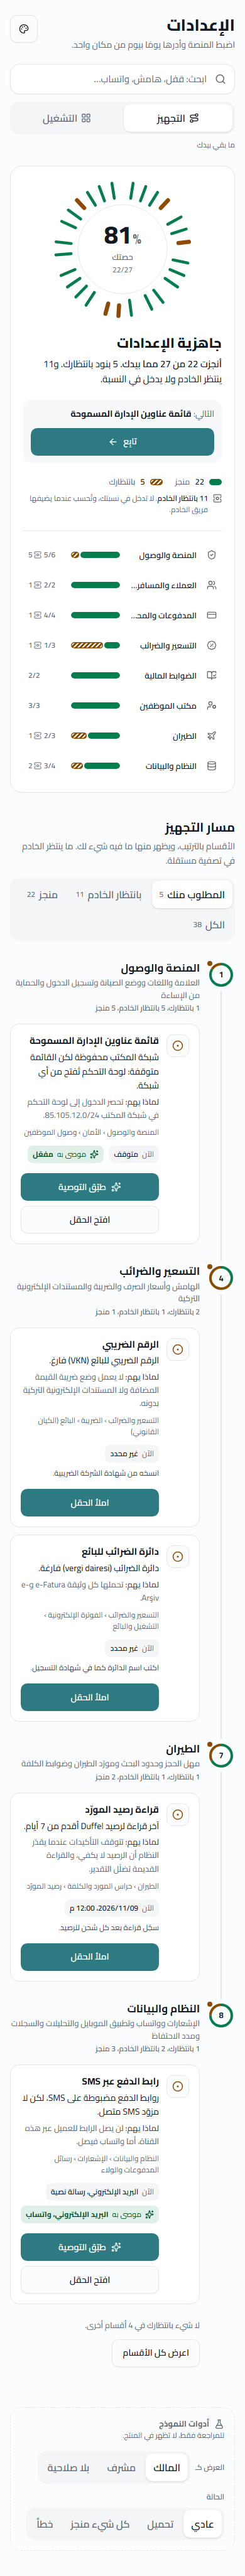 الإعدادات
اضبط المنصة وأدرها يومًا بيوم من مكان واحد.
ابحث: قفل، هامش، واتساب...
التجهيز
التشغيل
ما بقي بيدك
81%
حصتك
22/27
جاهزية الإعدادات
أنجزت 22 من 27 مما بيدك. 5 بنود بانتظارك، و11
ينتظر الخادم ولا يدخل في النسبة.
التالي: قائمة عناوين الإدارة المسموحة
تابع
22 منجز
5 بانتظارك
11 بانتظار الخادم. لا تدخل في نسبتك، وتُحسب عندما يضيفها
فريق الخادم.
المنصة والوصول 5/6 5
العملاء والمسافر... 2/2 1
المدفوعات والمح... 4/4 1
التسعير والضرائب 1/3 1
الضوابط المالية 2/2
مكتب الموظفين 3/3
الطيران 2/3 1
النظام والبيانات 3/4 2
مسار التجهيز
الأقسام بالترتيب، ويظهر منها ما فيه شيء لك. ما ينتظر الخادم
في تصفية مستقلة.
المطلوب منك 5
بانتظار الخادم 11
منجز 22
الكل 38
1
المنصة والوصول
العلامة واللغات ووضع الصيانة وتسجيل الدخول والحماية
من الإساءة
1 بانتظارك، 5 بانتظار الخادم، 5 منجز
قائمة عناوين الإدارة المسموحة
شبكة المكتب محفوظة لكن القائمة
متوقفة: لوحة التحكم تُفتح من أي
شبكة.
لماذا يهم: تحصر الدخول إلى لوحة التحكم
في شبكة المكتب 85.105.12.0/24.
المنصة والوصول › الأمان › وصول الموظفين
الآن متوقف
موصى به مفعّل
طبّق التوصية
افتح الحقل
4
التسعير والضرائب
الهامش وأسعار الصرف والضريبة والمستندات الإلكترونية
التركية
2 بانتظارك، 1 بانتظار الخادم، 1 منجز
الرقم الضريبي
الرقم الضريبي للبائع (VKN) فارغ.
لماذا يهم: لا يعمل وضع ضريبة القيمة
المضافة ولا المستندات الإلكترونية التركية
بدونه.
التسعير والضرائب › الضريبة › البائع (الكيان
القانوني)
الآن غير محدد
انسخه من شهادة الشركة الضريبية.
املأ الحقل
دائرة الضرائب للبائع
دائرة الضرائب (vergi dairesi) فارغة.
لماذا يهم: تحملها كل وثيقة e-Fatura و e-
Arşiv.
التسعير والضرائب › الفوترة الإلكترونية ›
التشغيل والبائع
الآن غير محدد
اكتب اسم الدائرة كما في شهادة التسجيل.
املأ الحقل
7
الطيران
مهل الحجز وحدود البحث ومورّد الطيران وضوابط الكلفة
1 بانتظارك، 1 بانتظار الخادم، 2 منجز
قراءة رصيد المورّد
آخر قراءة لرصيد Duffel أقدم من 7 أيام.
لماذا يهم: تتوقف التأكيدات عندما يقدّر
النظام أن الرصيد لا يكفي، والقراءة
القديمة تضلّل التقدير.
الطيران › حراس المورد والكلفة › رصيد المورّد
الآن 2026/11/09، 12:00 م
سجّل قراءة بعد كل شحن للرصيد.
املأ الحقل
8
النظام والبيانات
الإشعارات وواتساب وتطبيق الموبايل والتحليلات والسجلات
ومدد الاحتفاظ
1 بانتظارك، 2 بانتظار الخادم، 3 منجز
رابط الدفع عبر SMS
روابط الدفع مضبوطة على SMS، لكن لا
مزوّد SMS متصل.
لماذا يهم: لن يصل الرابط للعميل عبر هذه
القناة، أما واتساب فيصل.
النظام والبيانات › الإشعارات › رسائل
المدفوعات والولاء
الآن البريد الإلكتروني، رسالة نصية
موصى به البريد الإلكتروني، واتساب
طبّق التوصية
افتح الحقل
لا شيء بانتظارك في 4 أقسام أخرى.
اعرض كل الأقسام
أدوات النموذج
للمراجعة فقط، لا تظهر في المنتج.
العرض كـ
المالك
مشرف
بلا صلاحية
الحالة
عادي
تحميل
كل شيء منجز
خطأ